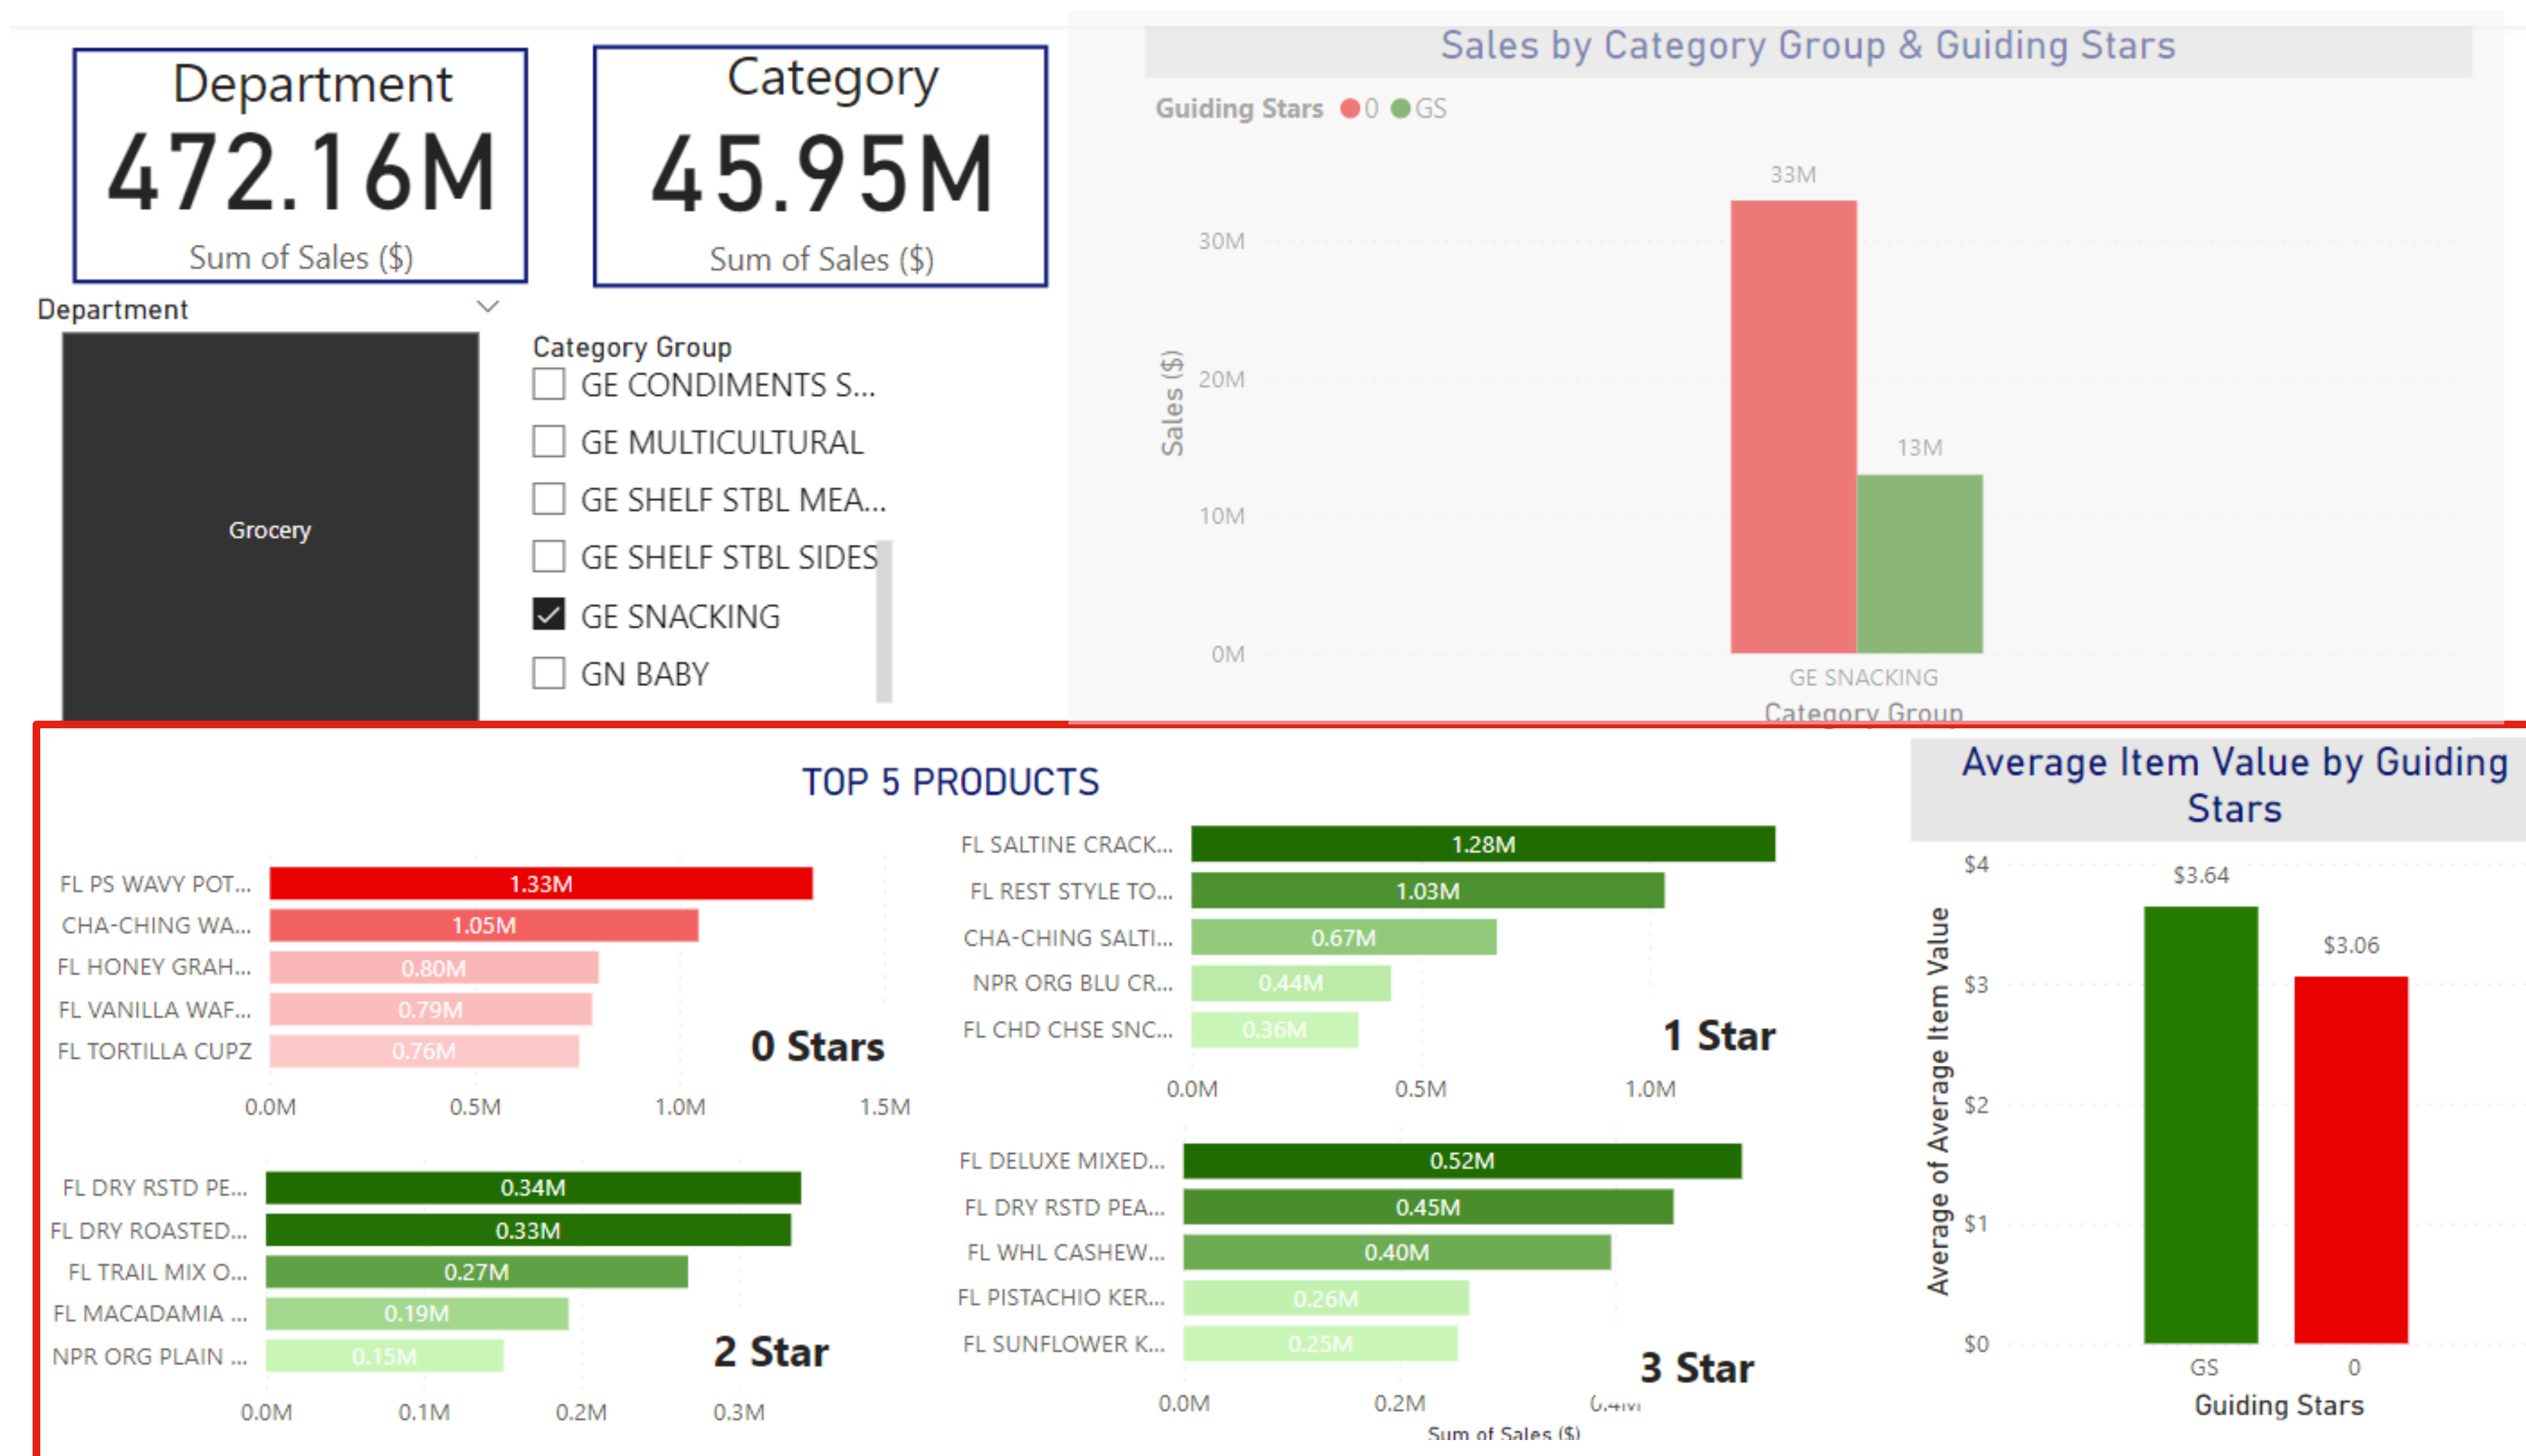 Department
472.16M
Sum of Sales ($)
Category
45.95M
Sum of Sales ($)
Department
Grocery
Category Group
GE CONDIMENTS S...
GE MULTICULTURAL
GE SHELF STBL MEA...
GE SHELF STBL SIDES
GE SNACKING
GN BABY
Sales by Category Group & Guiding Stars
Guiding Stars 0 GS
Sales ($)
30M
20M
10M
0M
33M
13M
GE SNACKING
Category Group
TOP 5 PRODUCTS
FL PS WAVY POT... 1.33M
CHA-CHING WA... 1.05M
FL HONEY GRAH... 0.80M
FL VANILLA WAF... 0.79M
FL TORTILLA CUPZ 0.76M
0 Stars
0.0M 0.5M 1.0M 1.5M
FL SALTINE CRACK... 1.28M
FL REST STYLE TO... 1.03M
CHA-CHING SALTI... 0.67M
NPR ORG BLU CR... 0.44M
FL CHD CHSE SNC... 0.36M
1 Star
0.0M 0.5M 1.0M
FL DRY RSTD PE... 0.34M
FL DRY ROASTED... 0.33M
FL TRAIL MIX O... 0.27M
FL MACADAMIA ... 0.19M
NPR ORG PLAIN ... 0.15M
2 Star
0.0M 0.1M 0.2M 0.3M
FL DELUXE MIXED... 0.52M
FL DRY RSTD PEA... 0.45M
FL WHL CASHEW... 0.40M
FL PISTACHIO KER... 0.26M
FL SUNFLOWER K... 0.25M
3 Star
0.0M 0.2M 0.4M
Sum of Sales ($)
Average Item Value by Guiding
Stars
Average of Average Item Value
$4
$3
$2
$1
$0
$3.64
$3.06
GS 0
Guiding Stars